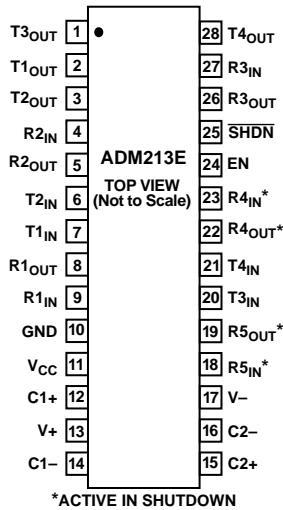 T3OUT 1
T1OUT 2
T2OUT 3
R2IN 4
R2OUT 5
T2IN 6
T1IN 7
R1OUT 8
R1IN 9
GND 10
VCC 11
C1+ 12
V+ 13
C1– 14
ADM213E
TOP VIEW
(Not to Scale)
28 T4OUT
27 R3IN
26 R3OUT
25 SHDN
24 EN
23 R4IN*
22 R4OUT*
21 T4IN
20 T3IN
19 R5OUT*
18 R5IN*
17 V–
16 C2–
15 C2+
*ACTIVE IN SHUTDOWN